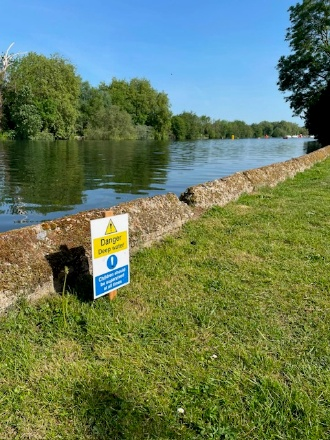 Danger
Deep water
Children should
be supervised
at all times